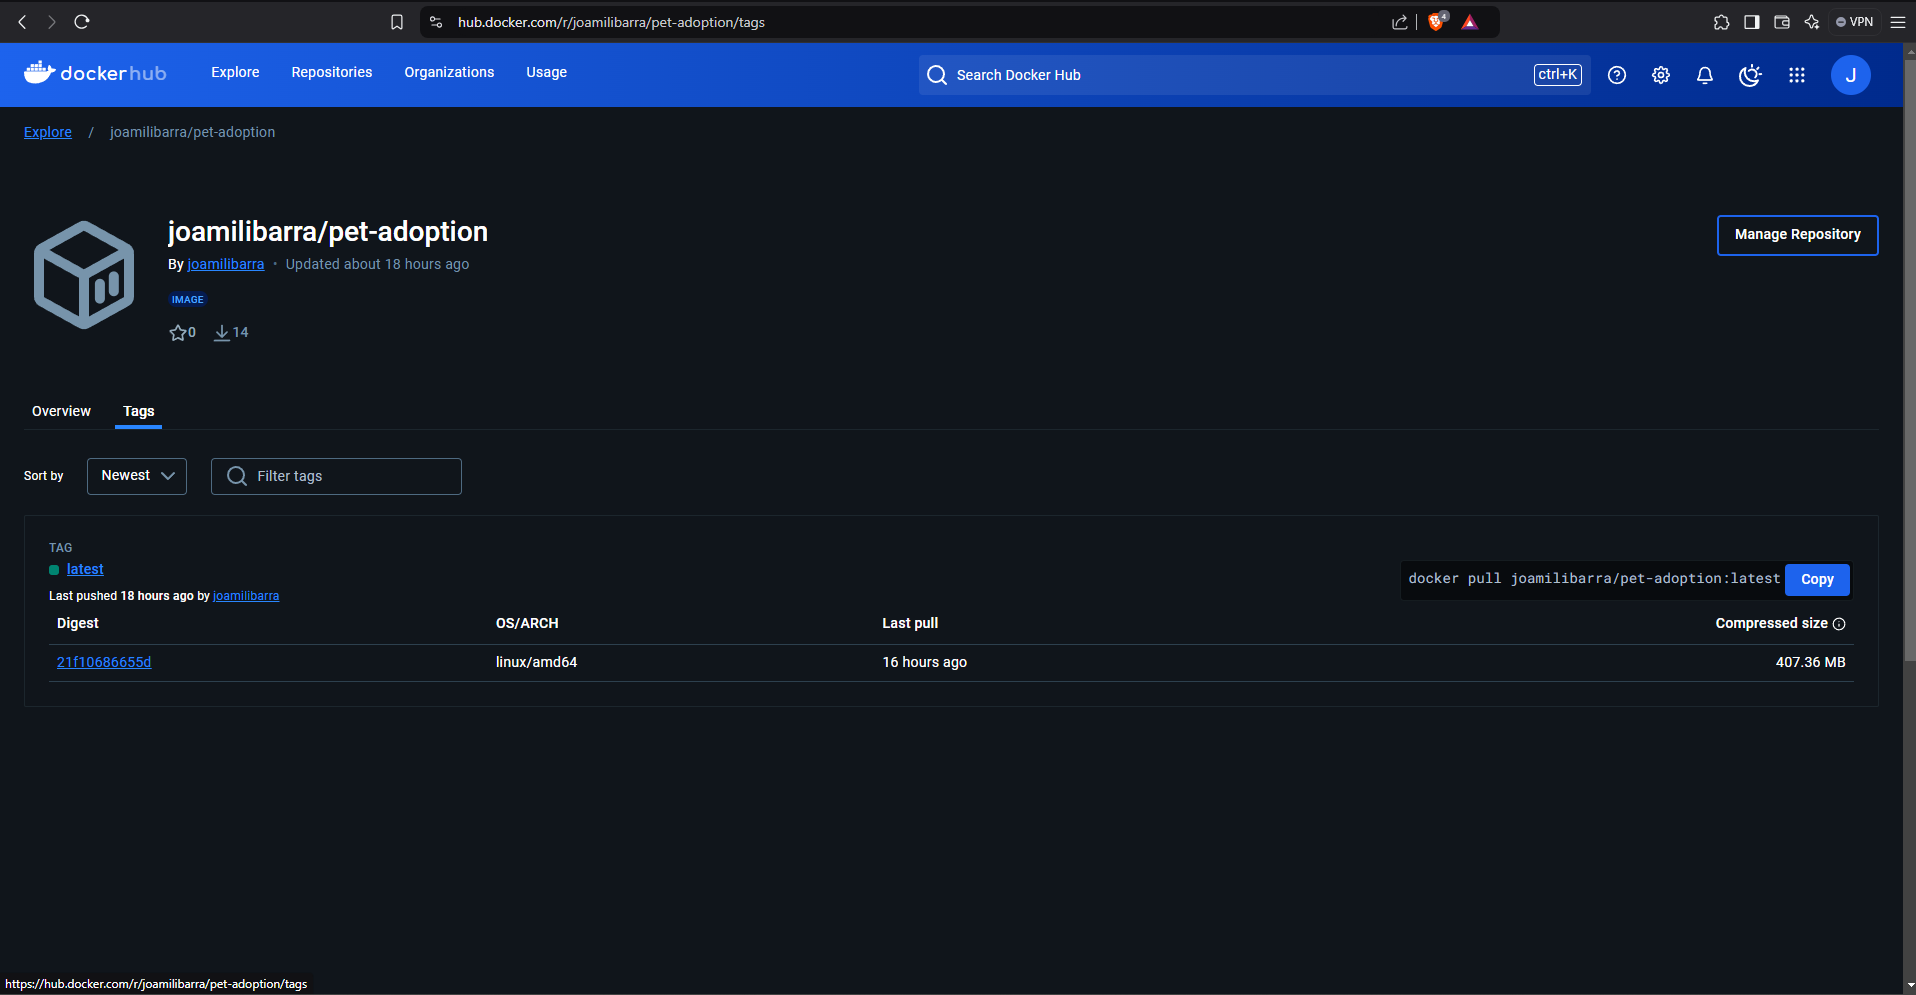 hub.docker.com/r/joamilibarra/pet-adoption/tags
4
VPN
dockerhub
Explore
Repositories
Organizations
Usage
Search Docker Hub
ctrl+K
J
Explore / joamilibarra/pet-adoption
joamilibarra/pet-adoption
Manage Repository
By joamilibarra • Updated about 18 hours ago
IMAGE
0
14
Overview
Tags
Sort by
Newest
Filter tags
TAG
latest
docker pull joamilibarra/pet-adoption:latest
Copy
Last pushed 18 hours ago by joamilibarra
Digest
OS/ARCH
Last pull
Compressed size
21f10686655d
linux/amd64
16 hours ago
407.36 MB
https://hub.docker.com/r/joamilibarra/pet-adoption/tags